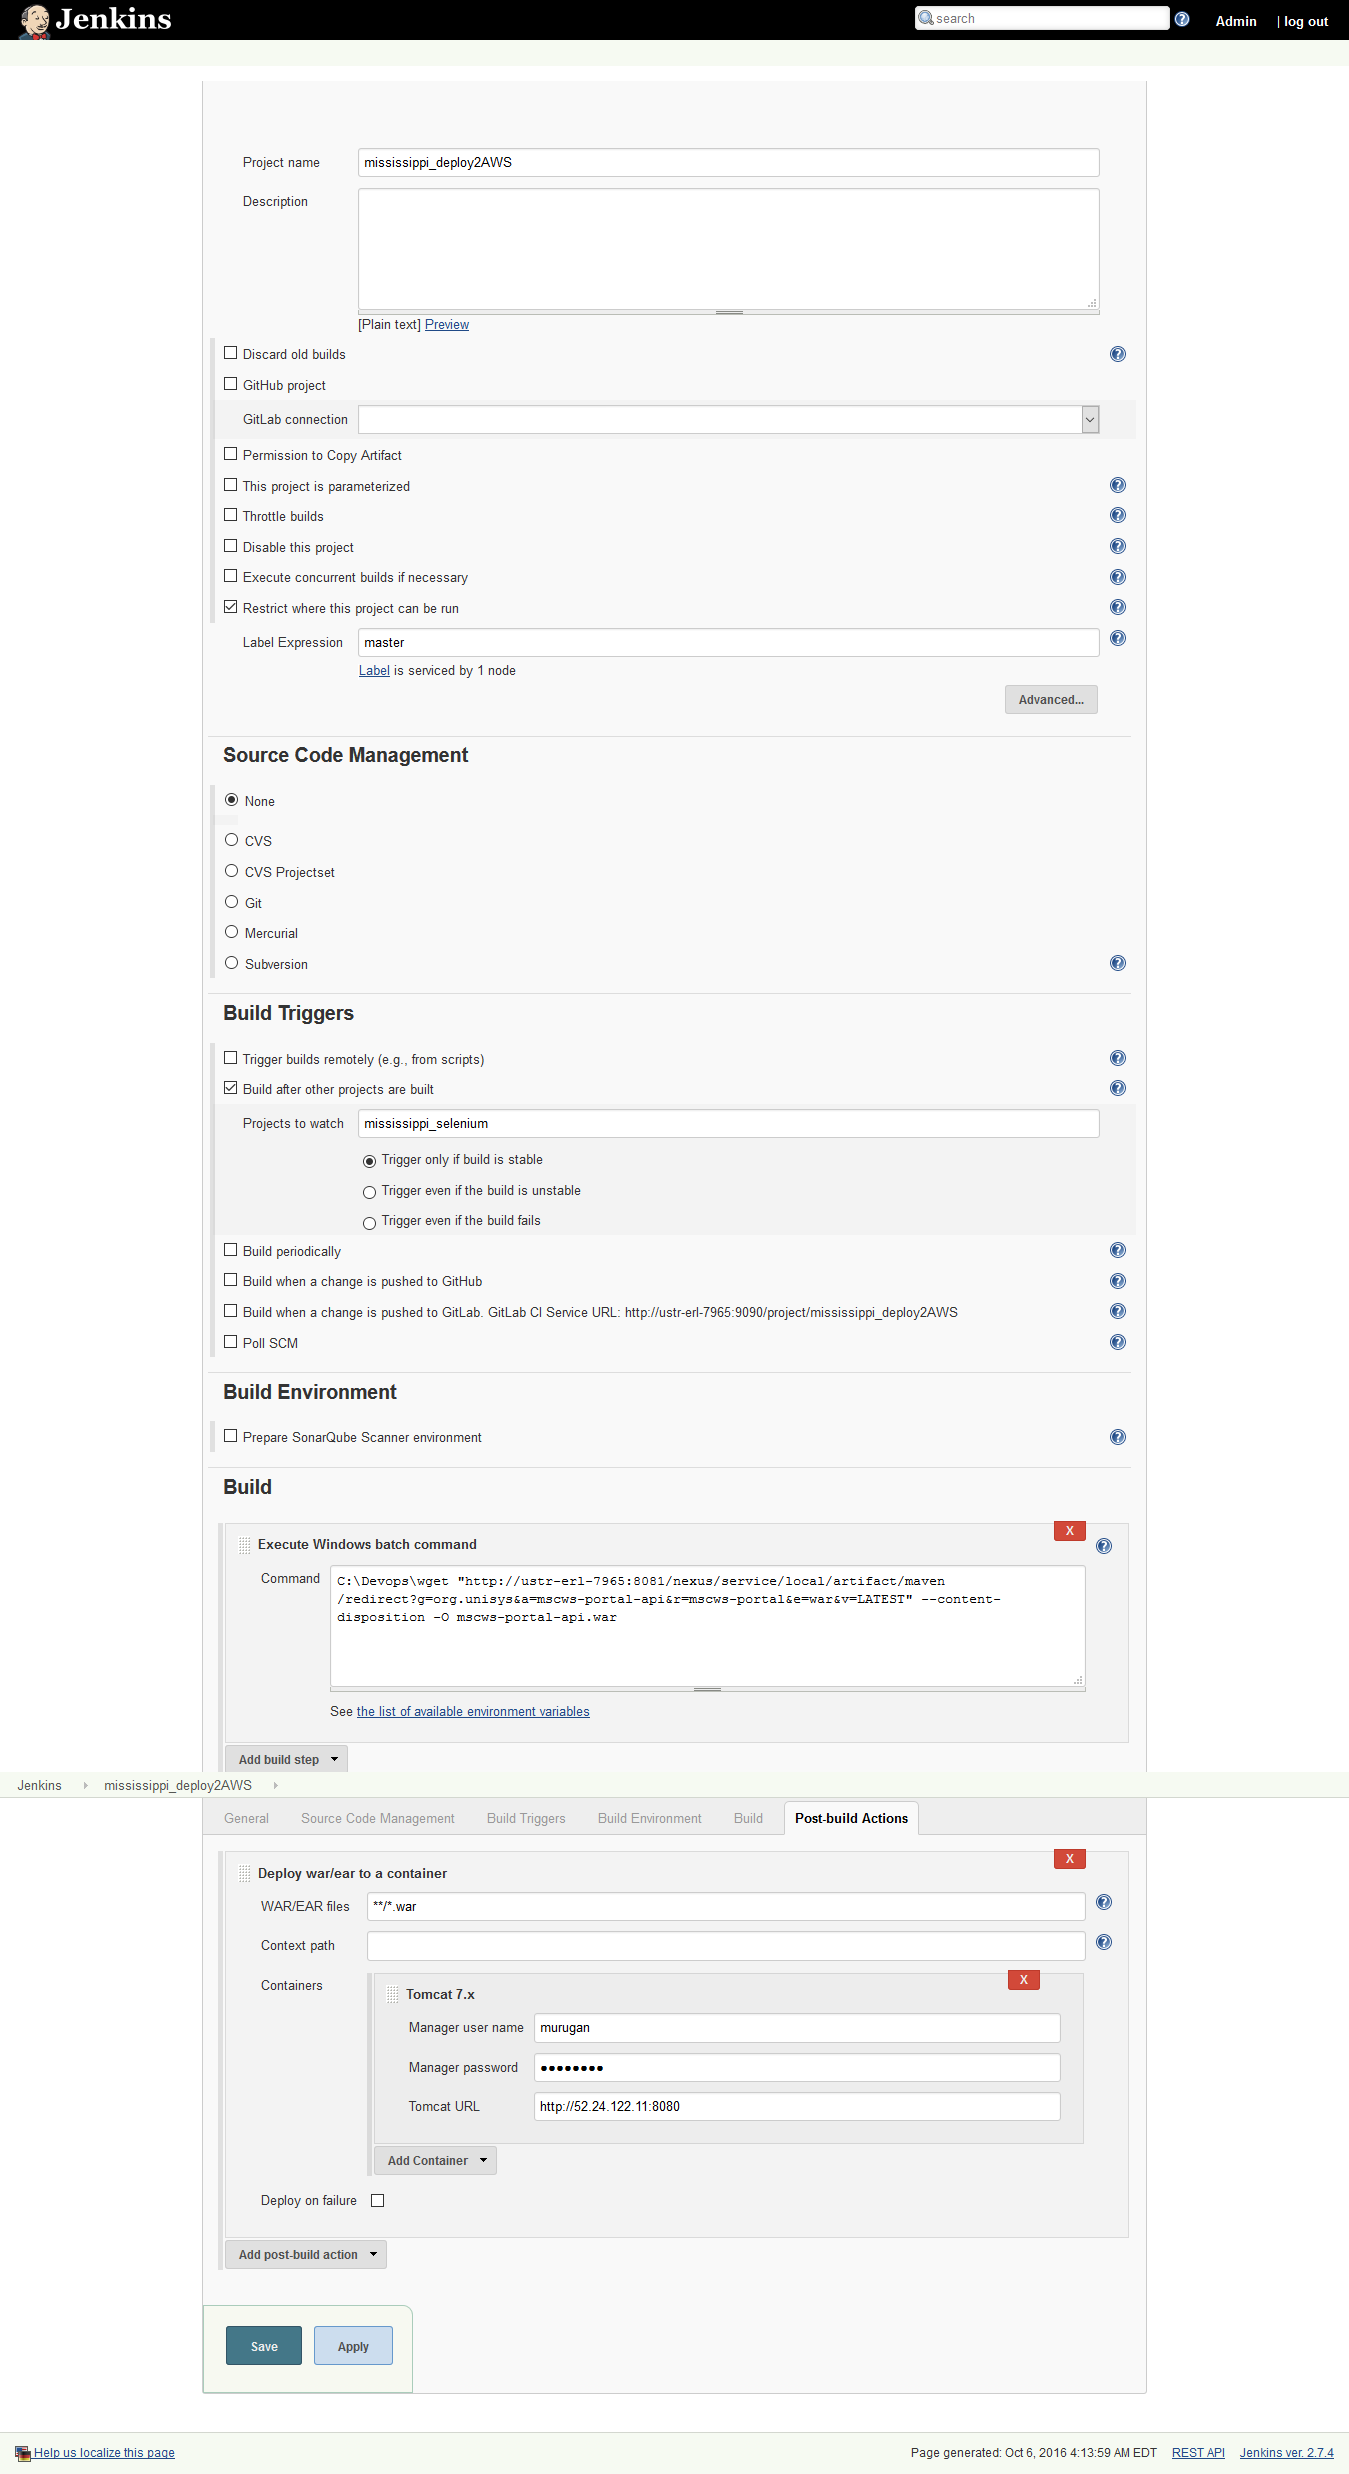 Jenkins
search
Admin
| log out
Project name
mississippi_deploy2AWS
Description
[Plain text] Preview
Discard old builds
GitHub project
GitLab connection
Permission to Copy Artifact
This project is parameterized
Throttle builds
Disable this project
Execute concurrent builds if necessary
Restrict where this project can be run
Label Expression
master
Label is serviced by 1 node
Advanced...
Source Code Management
None
CVS
CVS Projectset
Git
Mercurial
Subversion
Build Triggers
Trigger builds remotely (e.g., from scripts)
Build after other projects are built
Projects to watch
mississippi_selenium
Trigger only if build is stable
Trigger even if the build is unstable
Trigger even if the build fails
Build periodically
Build when a change is pushed to GitHub
Build when a change is pushed to GitLab. GitLab CI Service URL: http://ustr-erl-7965:9090/project/mississippi_deploy2AWS
Poll SCM
Build Environment
Prepare SonarQube Scanner environment
Build
X
Execute Windows batch command
Command
C:\Devops\wget "http://ustr-erl-7965:8081/nexus/service/local/artifact/maven
/redirect?g=org.unisys&a=mscws-portal-api&r=mscws-portal&e=war&v=LATEST" --content-
disposition -O mscws-portal-api.war
See the list of available environment variables
Add build step
Jenkins
mississippi_deploy2AWS
General
Source Code Management
Build Triggers
Build Environment
Build
Post-build Actions
X
Deploy war/ear to a container
WAR/EAR files
**/*.war
Context path
Containers
X
Tomcat 7.x
Manager user name
murugan
Manager password
●●●●●●●●
Tomcat URL
http://52.24.122.11:8080
Add Container
Deploy on failure
Add post-build action
Save
Apply
Help us localize this page
Page generated: Oct 6, 2016 4:13:59 AM EDT
REST API
Jenkins ver. 2.7.4